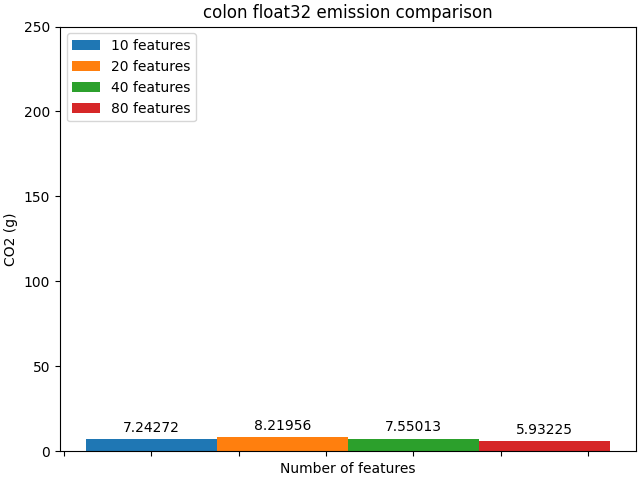 colon float32 emission comparison
250
200
150
100
50
0
CO2 (g)
10 features
20 features
40 features
80 features
7.24272
8.21956
7.55013
5.93225
Number of features